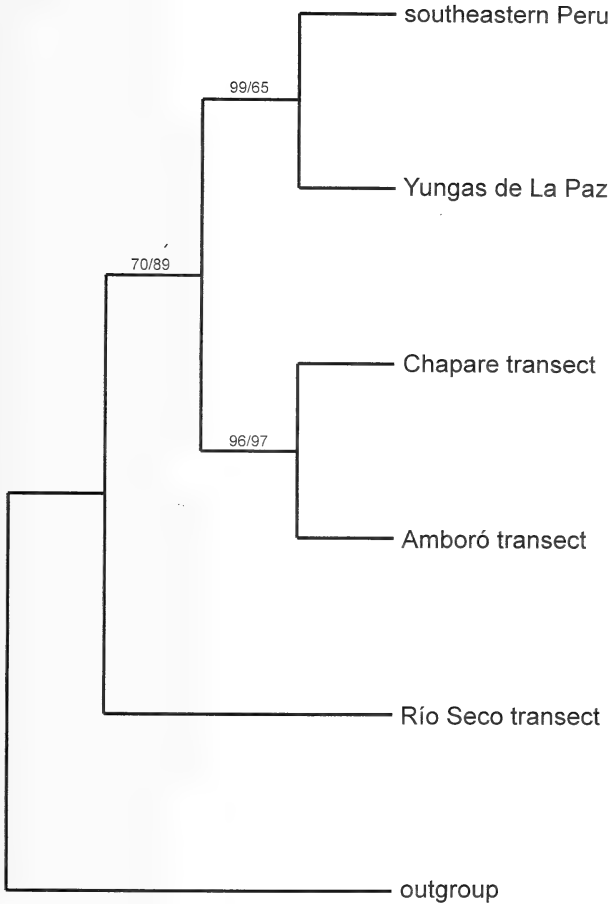 southeastern Peru
99/65
Yungas de La Paz
70/89
Chapare transect
96/97
Amboró transect
Río Seco transect
outgroup